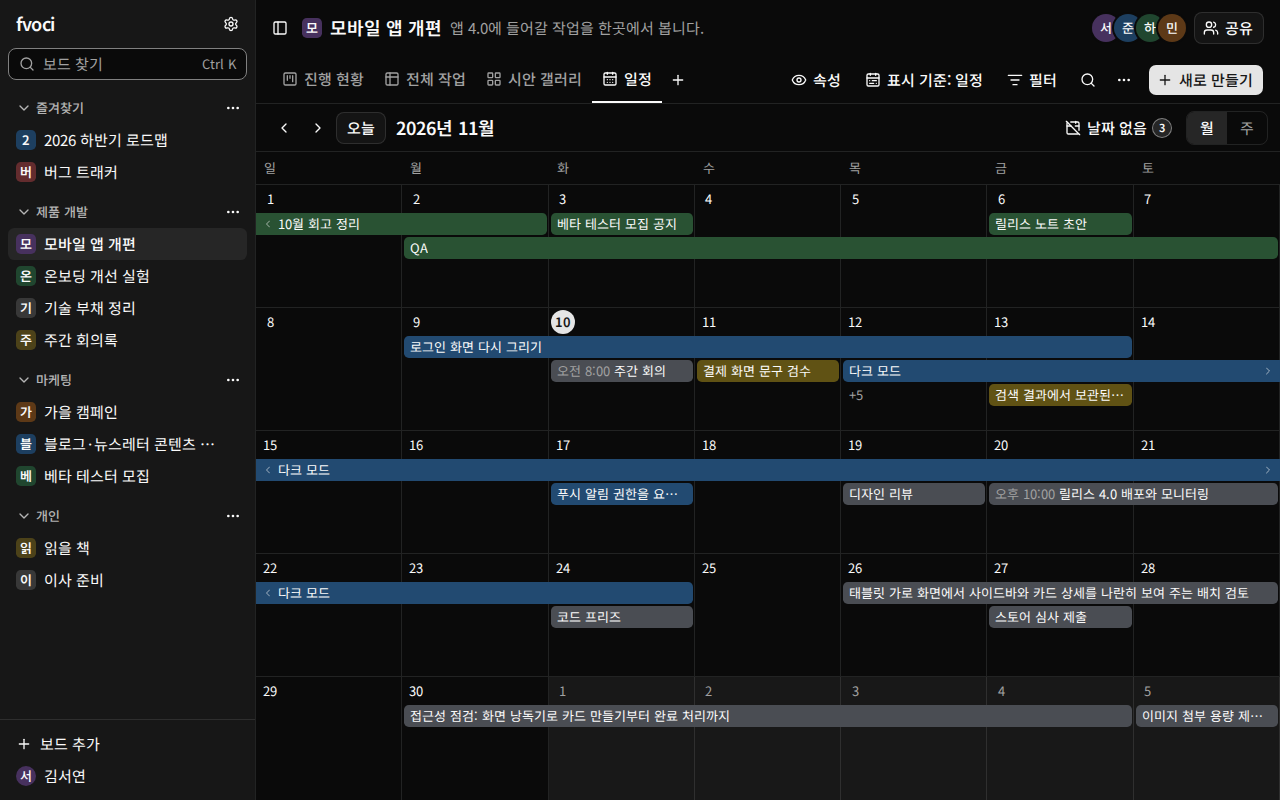 fvoci
보드 찾기 Ctrl K
즐겨찾기
2 2026 하반기 로드맵
버 버그 트래커
제품 개발
모 모바일 앱 개편
온 온보딩 개선 실험
기 기술 부채 정리
주 주간 회의록
마케팅
가 가을 캠페인
블 블로그·뉴스레터 콘텐츠 ⋯
베 베타 테스터 모집
개인
읽 읽을 책
이 이사 준비
보드 추가
서 김서연
모 모바일 앱 개편 앱 4.0에 들어갈 작업을 한곳에서 봅니다.
서 준 하 민 공유
진행 현황 전체 작업 시안 갤러리 일정
속성 표시 기준: 일정 필터 새로 만들기
오늘 2026년 11월
날짜 없음 3 월 주
일 월 화 수 목 금 토
1 2 3 4 5 6 7
10월 회고 정리 베타 테스터 모집 공지 릴리스 노트 초안
QA
8 9 10 11 12 13 14
로그인 화면 다시 그리기
오전 8:00 주간 회의 결제 화면 문구 검수 다크 모드
+5 검색 결과에서 보관된⋯
15 16 17 18 19 20 21
다크 모드
푸시 알림 권한을 요⋯ 디자인 리뷰 오후 10:00 릴리스 4.0 배포와 모니터링
22 23 24 25 26 27 28
다크 모드 태블릿 가로 화면에서 사이드바와 카드 상세를 나란히 보여 주는 배치 검토
코드 프리즈 스토어 심사 제출
29 30 1 2 3 4 5
접근성 점검: 화면 낭독기로 카드 만들기부터 완료 처리까지 이미지 첨부 용량 제⋯